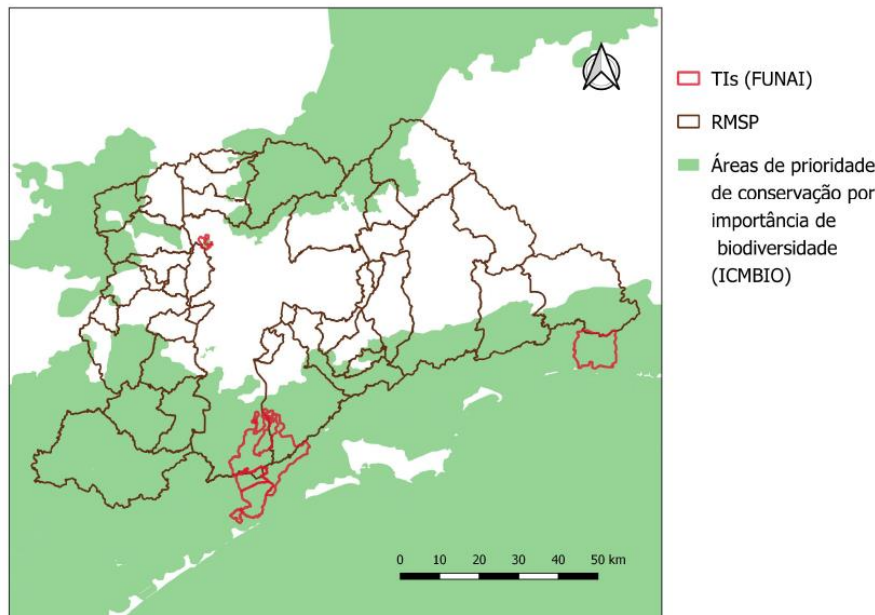 TIs (FUNAI)
RMSP
Áreas de prioridade
de conservação por
importância de
biodiversidade
(ICMBIO)
0 10 20 30 40 50 km